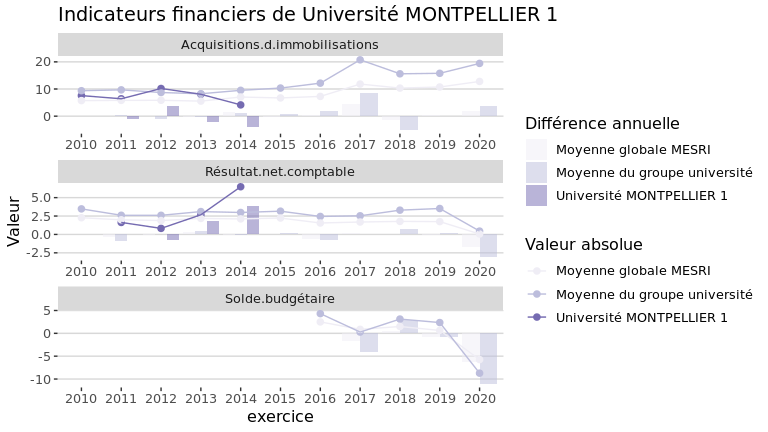 Indicateurs financiers de Université MONTPELLIER 1
Acquisitions.d.immobilisations
20
10
0
2010 2011 2012 2013 2014 2015 2016 2017 2018 2019 2020
Résultat.net.comptable
5.0
2.5
0.0
-2.5
2010 2011 2012 2013 2014 2015 2016 2017 2018 2019 2020
Solde.budgétaire
5
0
-5
-10
2010 2011 2012 2013 2014 2015 2016 2017 2018 2019 2020
exercice
Valeur
Différence annuelle
Moyenne globale MESRI
Moyenne du groupe université
Université MONTPELLIER 1
Valeur absolue
Moyenne globale MESRI
Moyenne du groupe université
Université MONTPELLIER 1